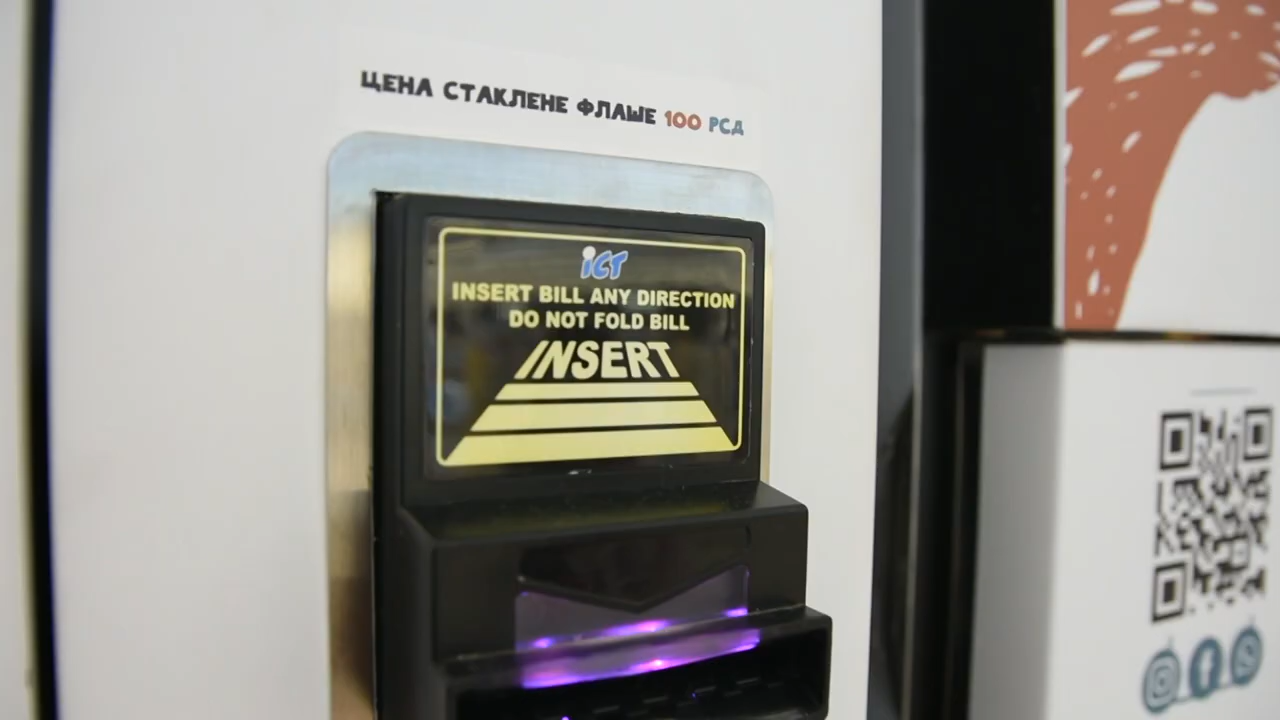 ЦЕНА СТАКЛЕНЕ ФЛАШЕ 100 РСД
iCT
INSERT BILL ANY DIRECTION
DO NOT FOLD BILL
INSERT